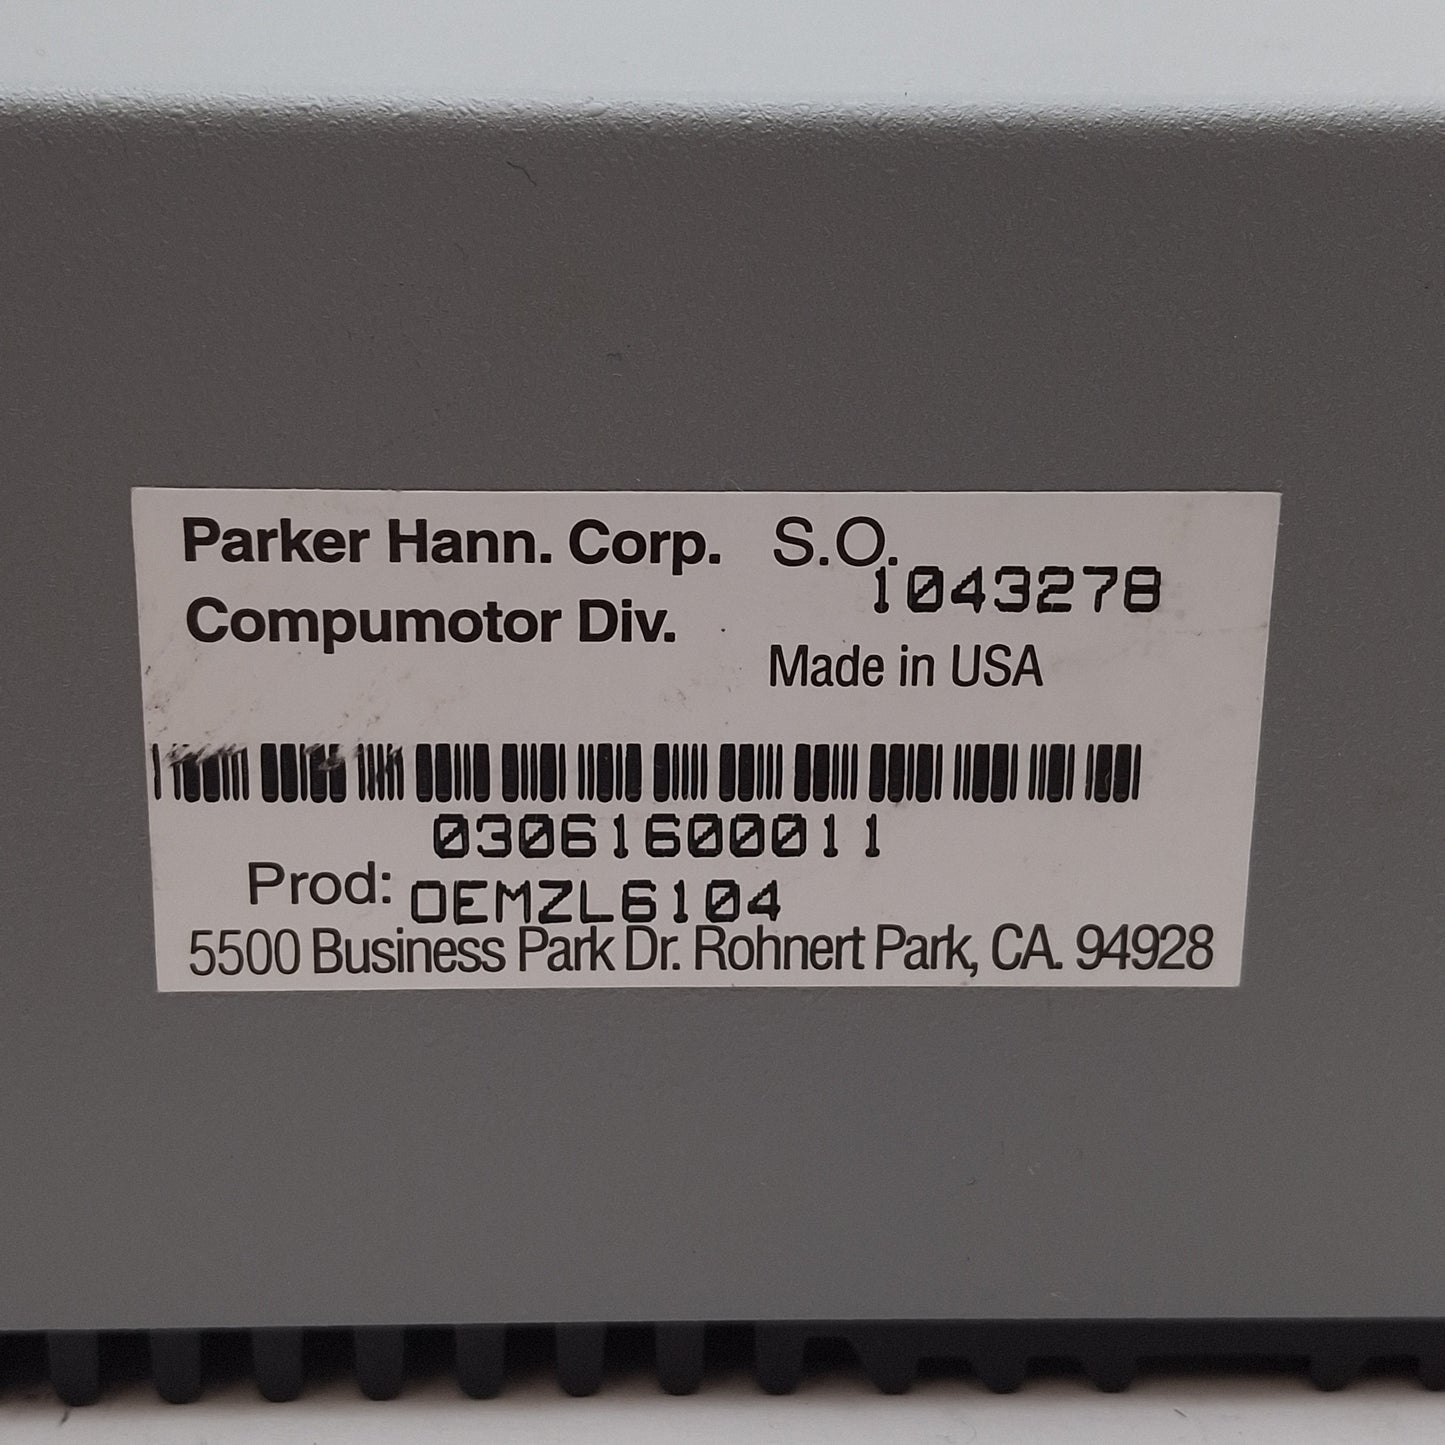 Parker Hann. Corp. S.O. 1043278
Compumotor Div.
Made in USA
03061600011
Prod: OEMZL6104
5500 Business Park Dr. Rohnert Park, CA. 94928